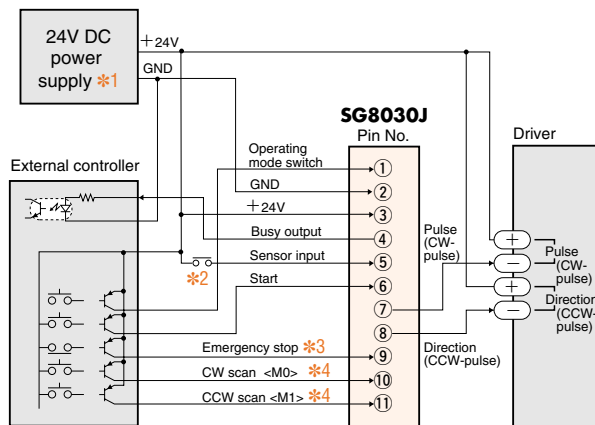 24V DC
power
supply *1
+24V
GND
SG8030J
Pin No.
Driver
External controller
Operating
mode switch
1
GND
2
+24V
3
Busy output
4
Sensor input
5
*2
Start
6
7
8
Emergency stop *3
9
CW scan <M0> *4
10
CCW scan <M1> *4
11
Pulse
(CW-
pulse)
Direction
(CCW-pulse)
+
−
+
−
Pulse
(CW-
pulse)
Direction
(CCW-
pulse)